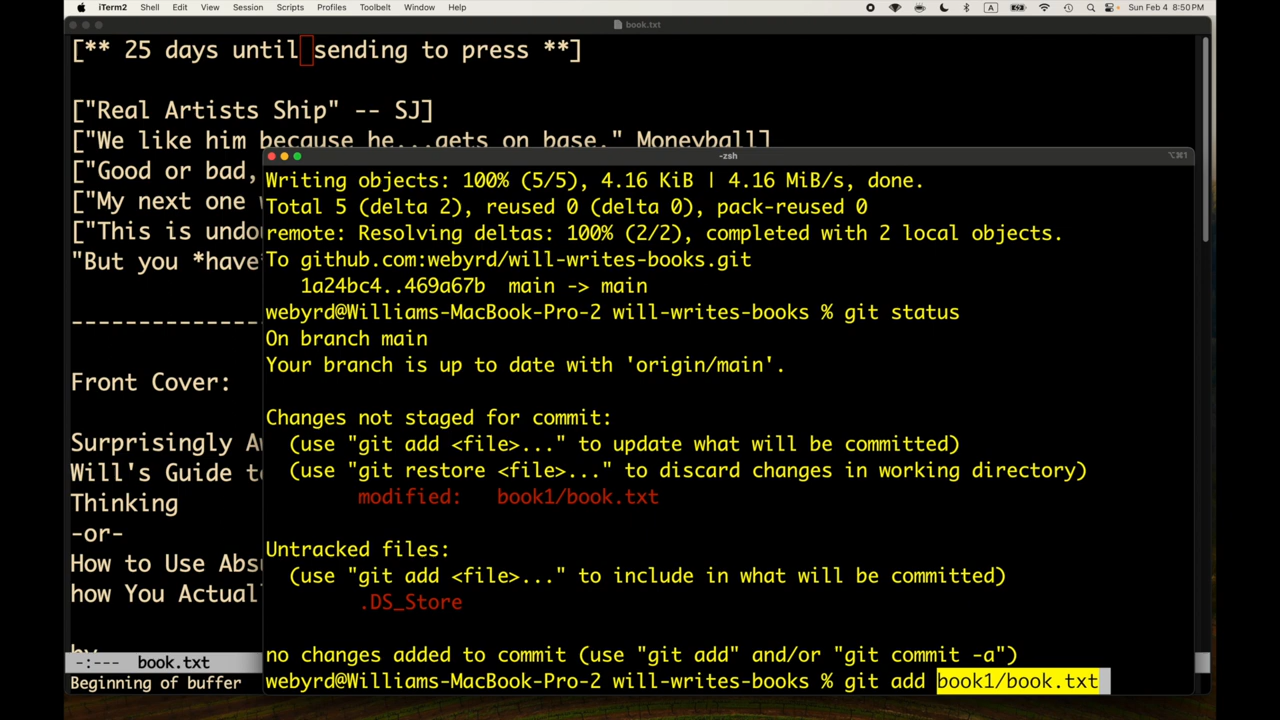 iTerm2 Shell Edit View Session Scripts Profiles Toolbelt Window Help A Sun Feb 4 8:50 PM
book.txt
[** 25 days until sending to press **]
["Real Artists Ship" -- SJ]
["We like him because he...gets on base." Moneyball]
["Good or bad,
["My next one
["This is undo
"But you *have*
--------------
Front Cover:
Surprisingly A
Will's Guide to
Thinking
-or-
How to Use Abs
how You Actual
by
-:--- book.txt
Beginning of buffer
-zsh ⌥⌘1
Writing objects: 100% (5/5), 4.16 KiB | 4.16 MiB/s, done.
Total 5 (delta 2), reused 0 (delta 0), pack-reused 0
remote: Resolving deltas: 100% (2/2), completed with 2 local objects.
To github.com:webyrd/will-writes-books.git
1a24bc4..469a67b main -> main
webyrd@Williams-MacBook-Pro-2 will-writes-books % git status
On branch main
Your branch is up to date with 'origin/main'.
Changes not staged for commit:
(use "git add <file>..." to update what will be committed)
(use "git restore <file>..." to discard changes in working directory)
modified: book1/book.txt
Untracked files:
(use "git add <file>..." to include in what will be committed)
.DS_Store
no changes added to commit (use "git add" and/or "git commit -a")
webyrd@Williams-MacBook-Pro-2 will-writes-books % git add book1/book.txt